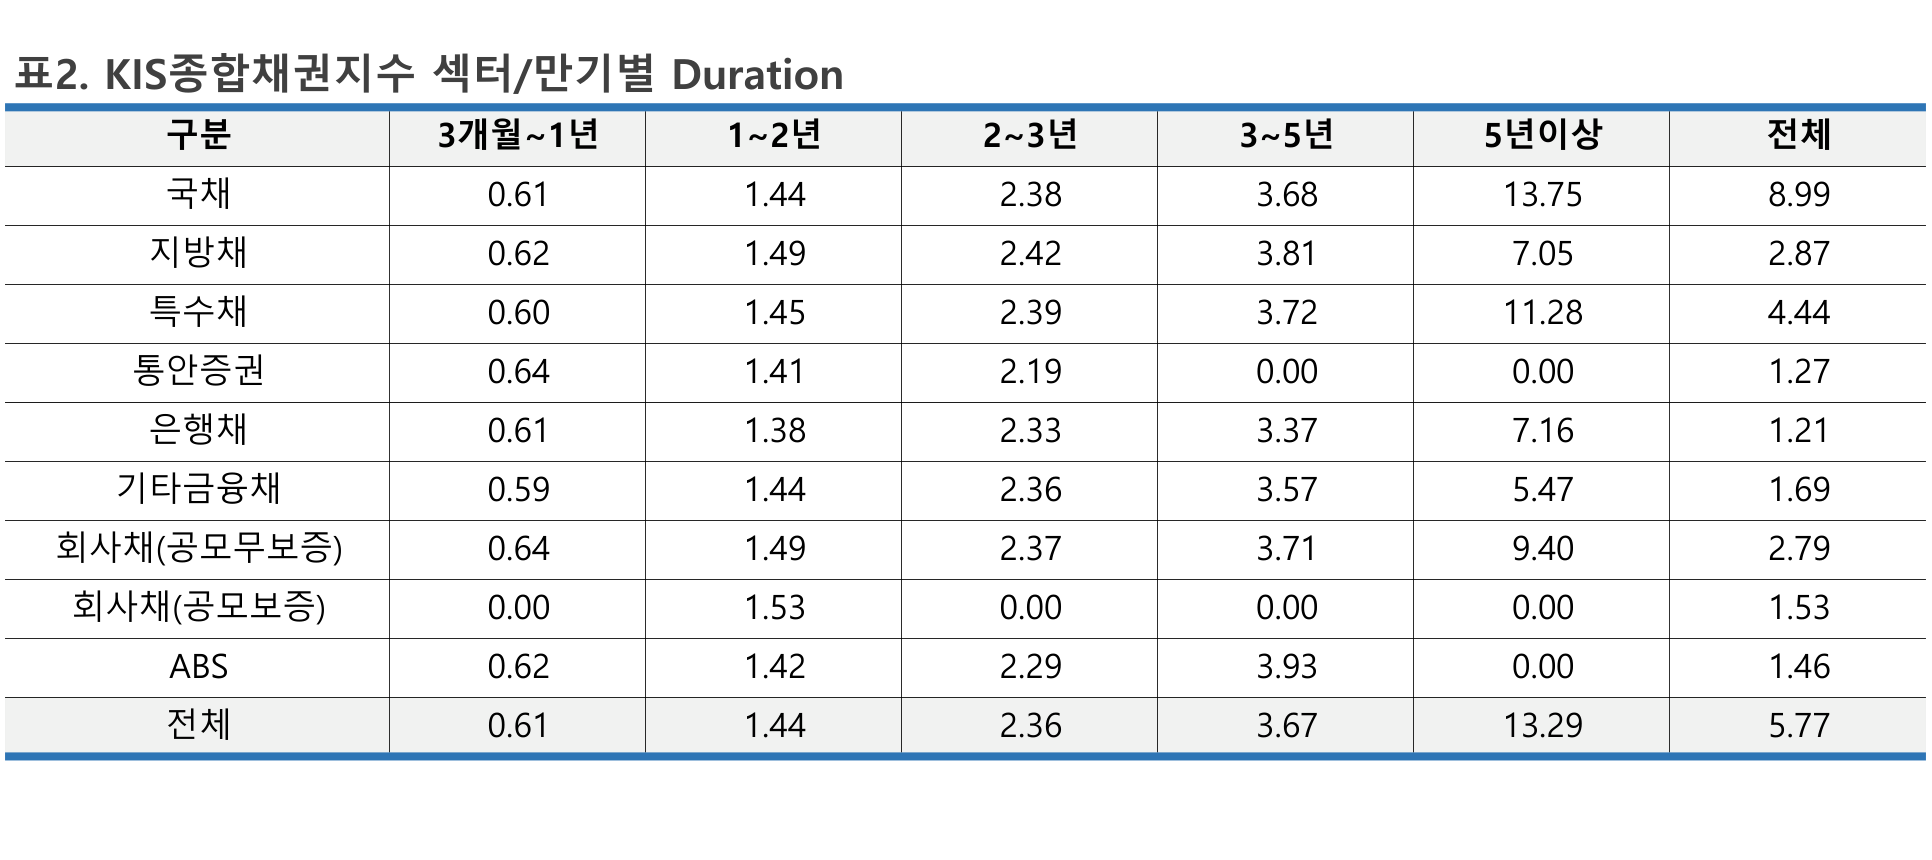 표2. KIS종합채권지수 섹터/만기별 Duration
구분 3개월~1년 1~2년 2~3년 3~5년 5년이상 전체
국채 0.61 1.44 2.38 3.68 13.75 8.99
지방채 0.62 1.49 2.42 3.81 7.05 2.87
특수채 0.60 1.45 2.39 3.72 11.28 4.44
통안증권 0.64 1.41 2.19 0.00 0.00 1.27
은행채 0.61 1.38 2.33 3.37 7.16 1.21
기타금융채 0.59 1.44 2.36 3.57 5.47 1.69
회사채(공모무보증) 0.64 1.49 2.37 3.71 9.40 2.79
회사채(공모보증) 0.00 1.53 0.00 0.00 0.00 1.53
ABS 0.62 1.42 2.29 3.93 0.00 1.46
전체 0.61 1.44 2.36 3.67 13.29 5.77